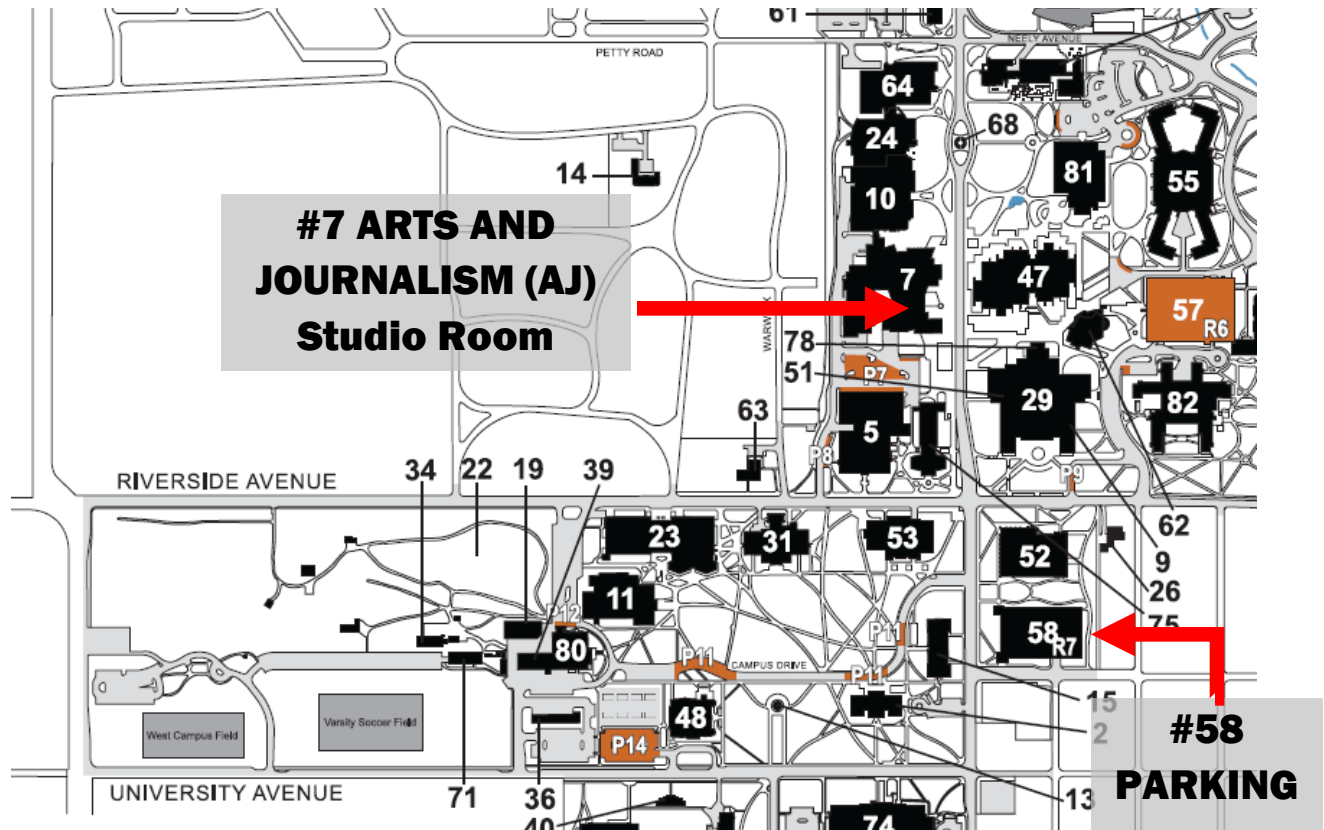 61
NEELY AVENUE
PETTY ROAD
64
68
24
14
81
55
10
#7 ARTS AND
JOURNALISM (AJ)
Studio Room
7
47
57
R6
WARWICK
78
P7
51
29
82
63
5
P8
P9
RIVERSIDE AVENUE
34
22
19
39
62
23
31
53
52
9
26
11
P12
75
58
R7
P11
80
P11
CAMPUS DRIVE
P11
15
48
2
#58
PARKING
Varsity Soccer Field
West Campus Field
P14
UNIVERSITY AVENUE
71
36
13
40
74